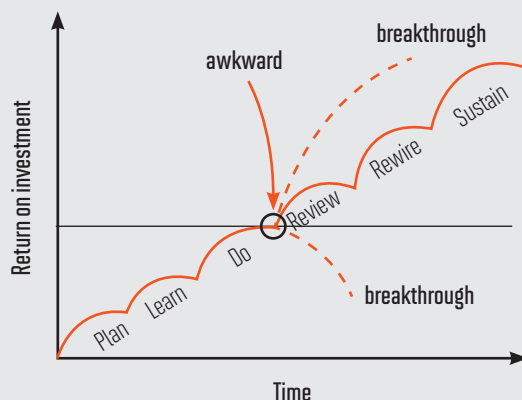 breakthrough
awkward
Return on investment
Plan
Learn
Do
Review
Rewire
Sustain
breakthrough
Time